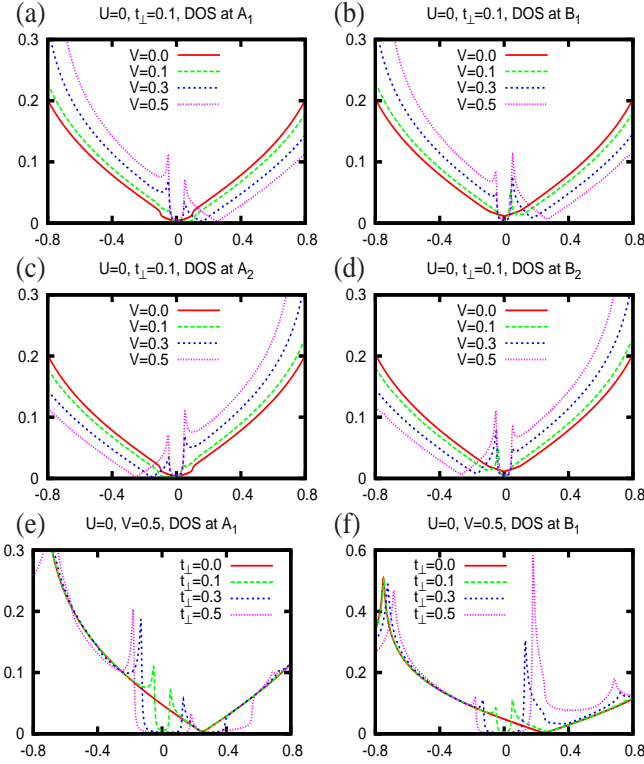 (a) U=0, t⊥=0.1, DOS at A1
0.3
0.2
0.1
0
V=0.0
V=0.1
V=0.3
V=0.5
-0.8 -0.4 0 0.4 0.8
(b) U=0, t⊥=0.1, DOS at B1
0.3
0.2
0.1
0
V=0.0
V=0.1
V=0.3
V=0.5
-0.8 -0.4 0 0.4 0.8
(c) U=0, t⊥=0.1, DOS at A2
0.3
0.2
0.1
0
V=0.0
V=0.1
V=0.3
V=0.5
-0.8 -0.4 0 0.4 0.8
(d) U=0, t⊥=0.1, DOS at B2
0.3
0.2
0.1
0
V=0.0
V=0.1
V=0.3
V=0.5
-0.8 -0.4 0 0.4 0.8
(e) U=0, V=0.5, DOS at A1
0.3
0.2
0.1
0
t⊥=0.0
t⊥=0.1
t⊥=0.3
t⊥=0.5
-0.8 -0.4 0 0.4 0.8
(f) U=0, V=0.5, DOS at B1
0.6
0.4
0.2
0
t⊥=0.0
t⊥=0.1
t⊥=0.3
t⊥=0.5
-0.8 -0.4 0 0.4 0.8